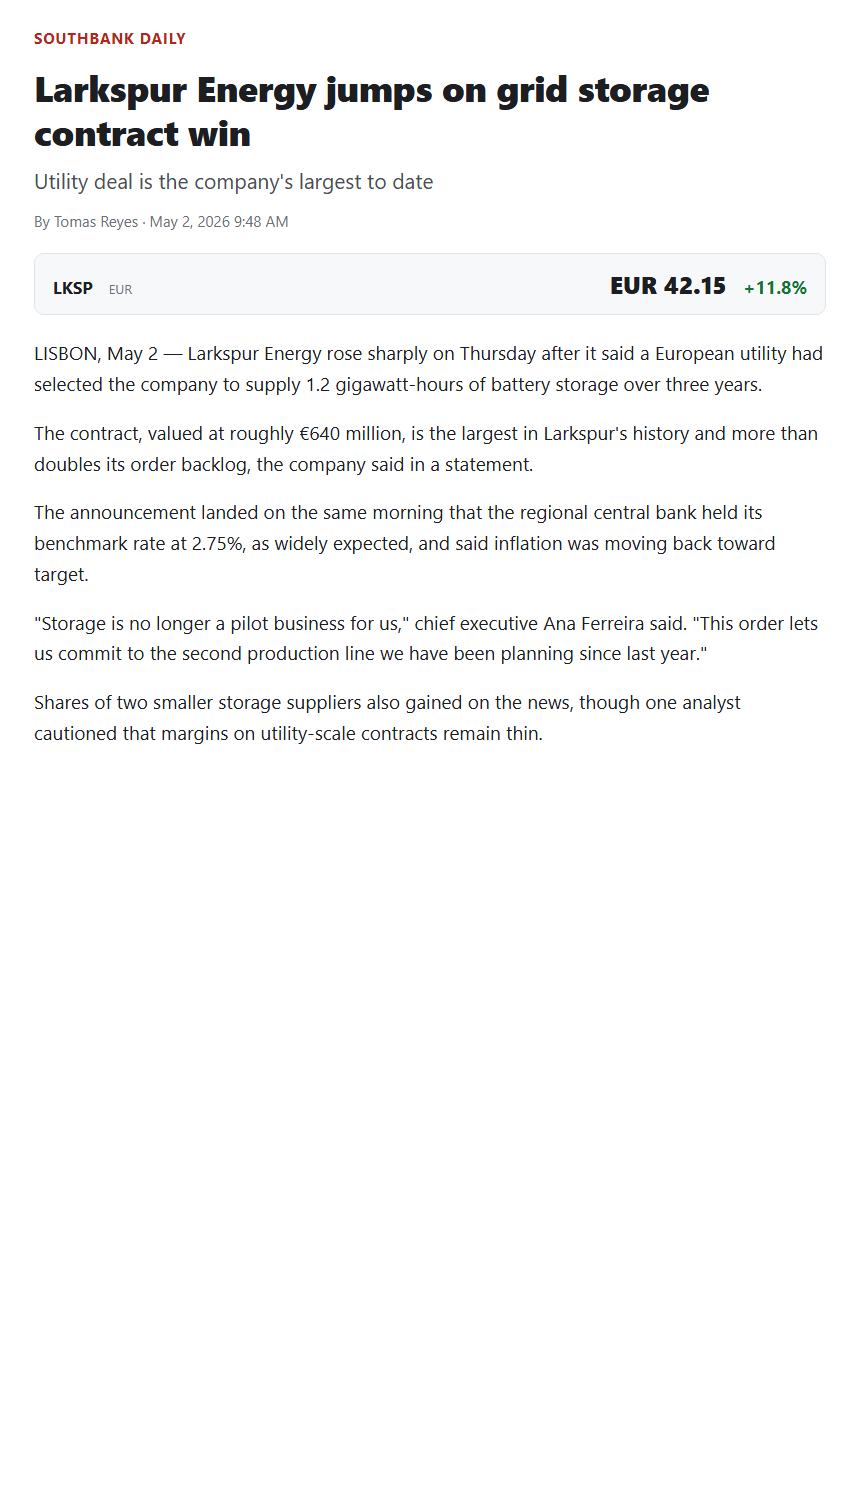 SOUTHBANK DAILY
Larkspur Energy jumps on grid storage
contract win
Utility deal is the company's largest to date
By Tomas Reyes · May 2, 2026 9:48 AM
LKSP EUR EUR 42.15 +11.8%
LISBON, May 2 — Larkspur Energy rose sharply on Thursday after it said a European utility had
selected the company to supply 1.2 gigawatt-hours of battery storage over three years.
The contract, valued at roughly €640 million, is the largest in Larkspur's history and more than
doubles its order backlog, the company said in a statement.
The announcement landed on the same morning that the regional central bank held its
benchmark rate at 2.75%, as widely expected, and said inflation was moving back toward
target.
"Storage is no longer a pilot business for us," chief executive Ana Ferreira said. "This order lets
us commit to the second production line we have been planning since last year."
Shares of two smaller storage suppliers also gained on the news, though one analyst
cautioned that margins on utility-scale contracts remain thin.